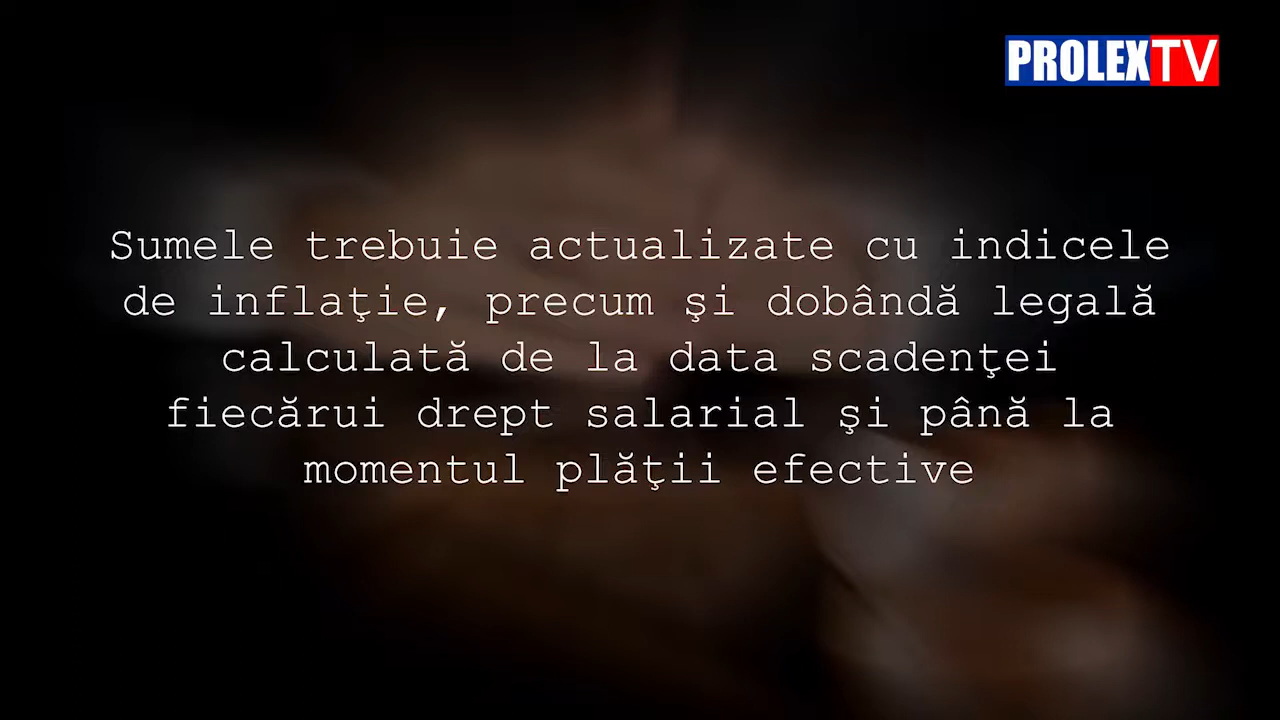 PROLEXTV
Sumele trebuie actualizate cu indicele
de inflaţie, precum şi dobândă legală
calculată de la data scadenţei
fiecărui drept salarial şi până la
momentul plăţii efective